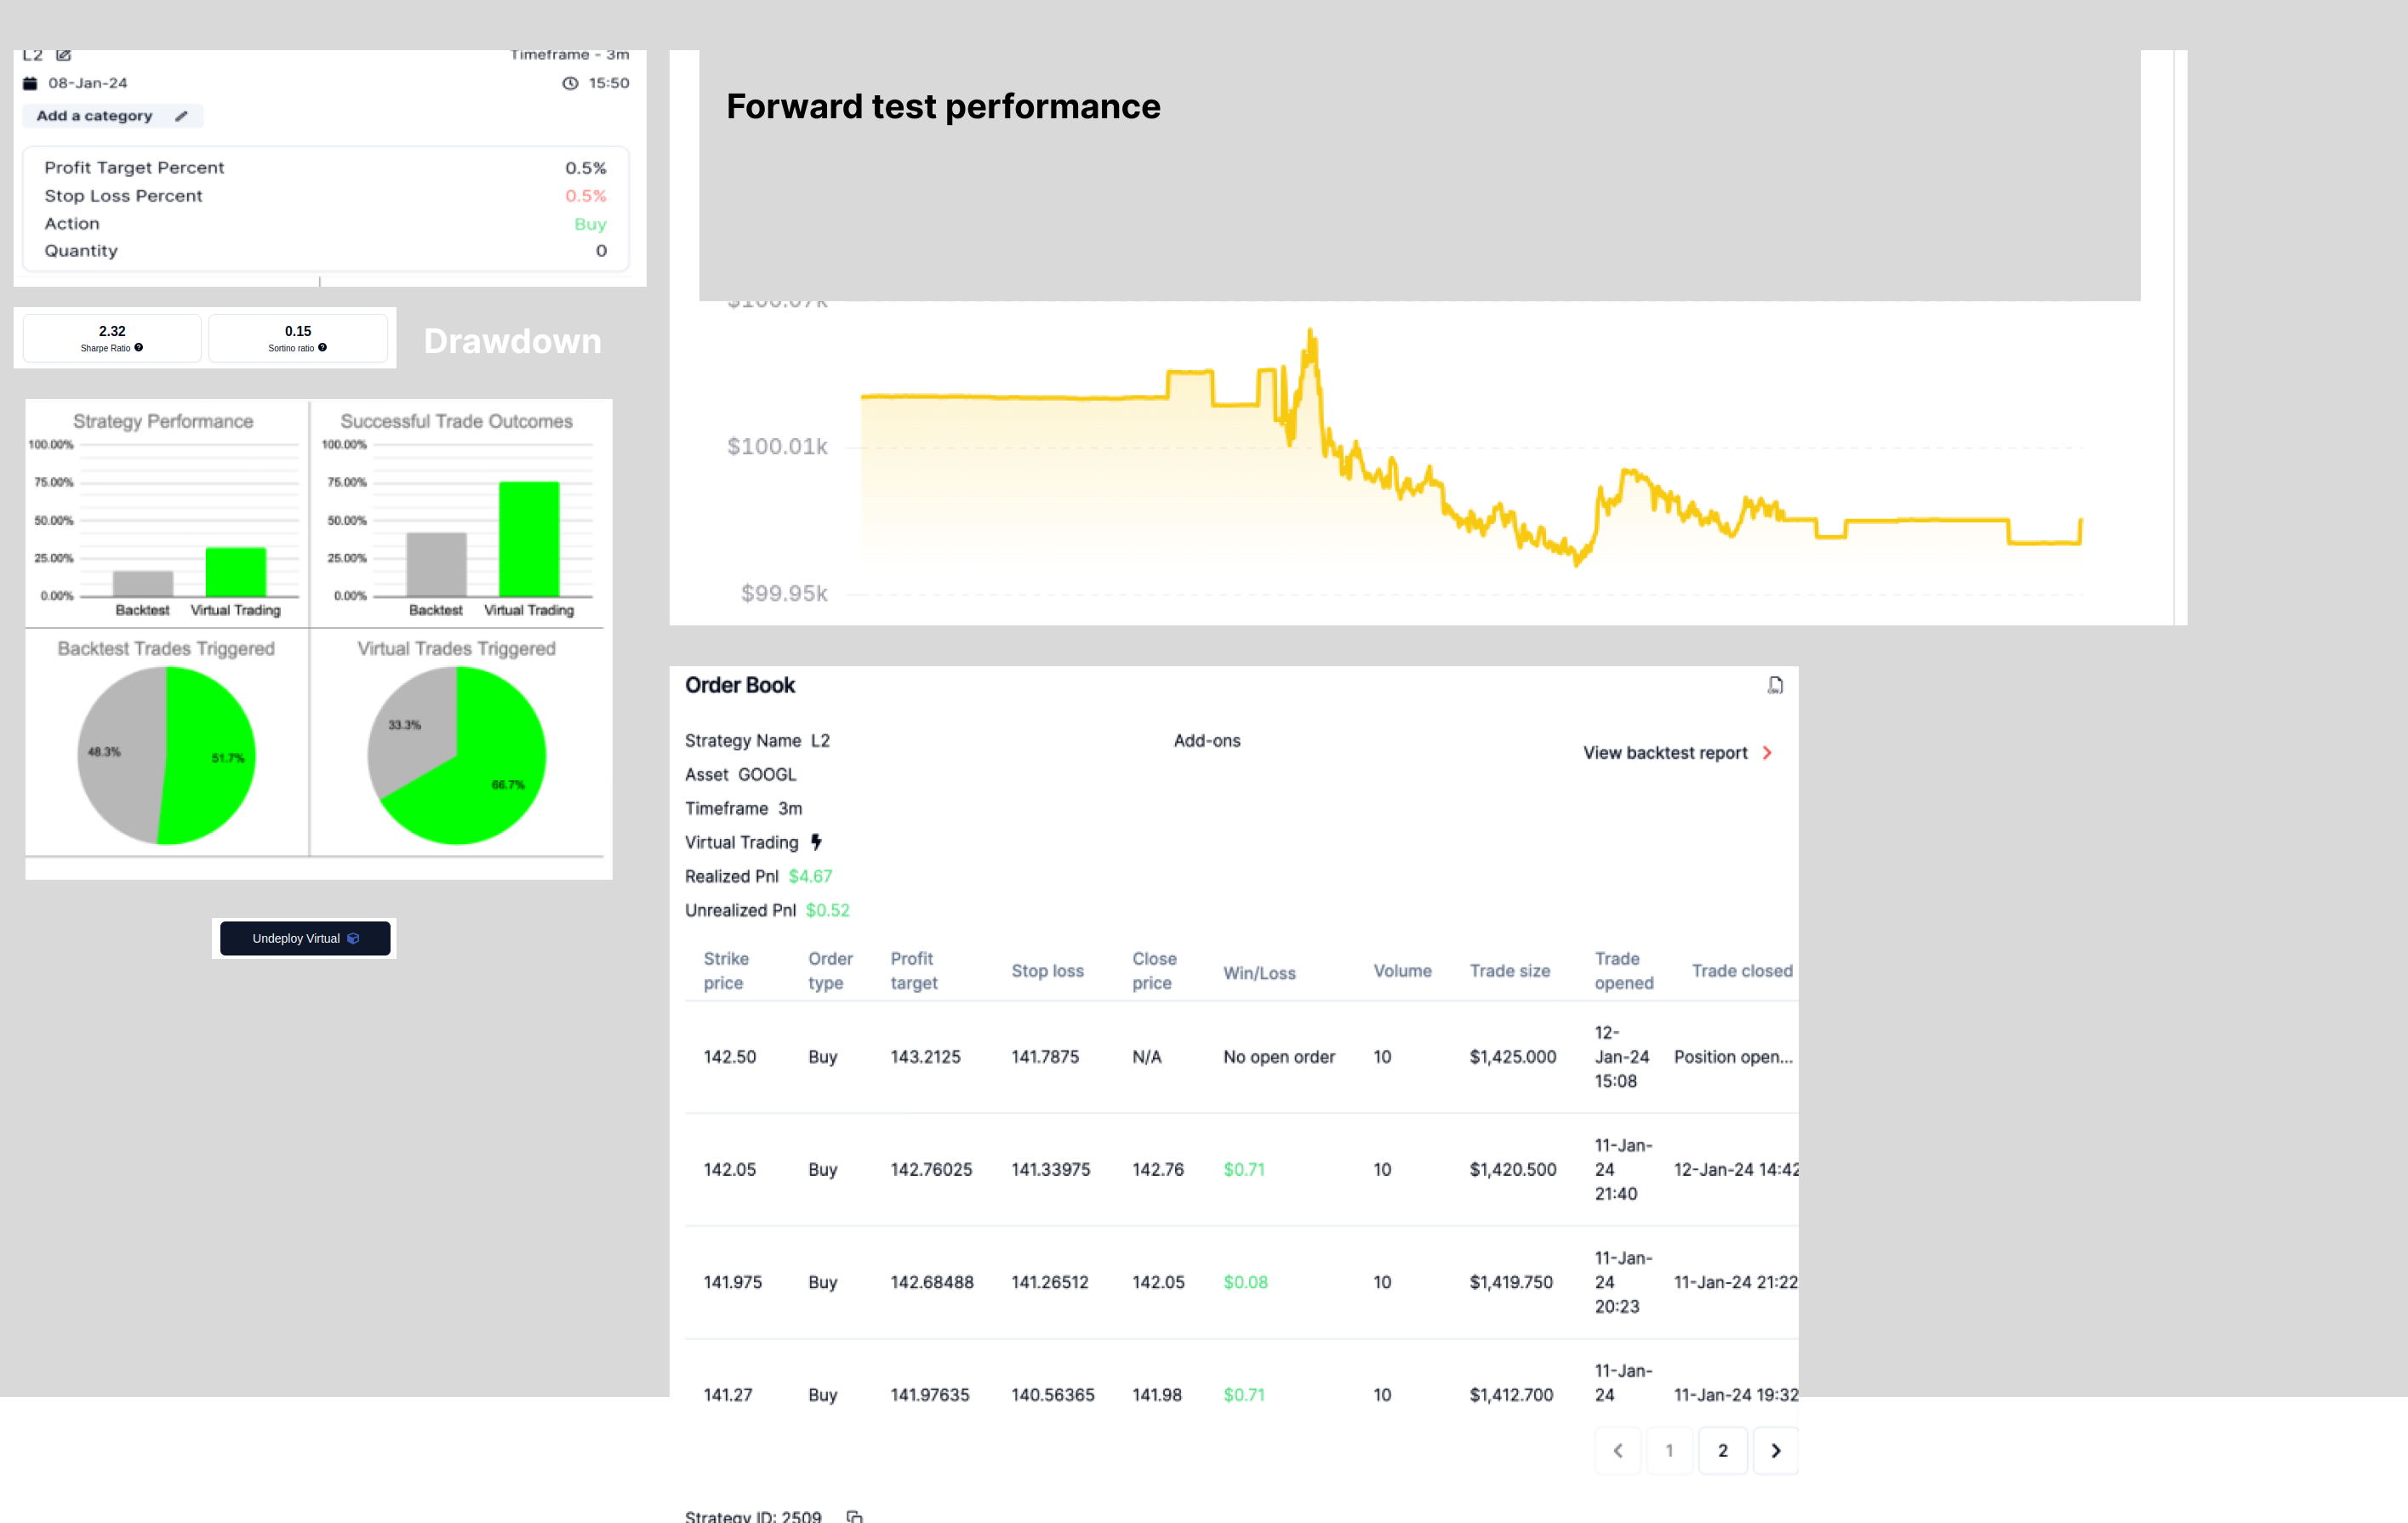 L2 Timeframe - 3m
08-Jan-24 15:50
Add a category
Profit Target Percent 0.5%
Stop Loss Percent 0.5%
Action Buy
Quantity 0
2.32 0.15
Sharpe Ratio Sortino ratio
Drawdown
Strategy Performance
100.00%
75.00%
50.00%
25.00%
0.00%
Backtest Virtual Trading
Successful Trade Outcomes
100.00%
75.00%
50.00%
25.00%
0.00%
Backtest Virtual Trading
Backtest Trades Triggered
48.3%
51.7%
Virtual Trades Triggered
33.3%
66.7%
Undeploy Virtual
Forward test performance
$100.07k
$100.01k
$99.95k
Order Book
Strategy Name L2 Add-ons View backtest report
Asset GOOGL
Timeframe 3m
Virtual Trading
Realized Pnl $4.67
Unrealized Pnl $0.52
Strike price Order type Profit target Stop loss Close price Win/Loss Volume Trade size Trade opened Trade closed
142.50 Buy 143.2125 141.7875 N/A No open order 10 $1,425.000 12-Jan-24 15:08 Position open...
142.05 Buy 142.76025 141.33975 142.76 $0.71 10 $1,420.500 11-Jan-24 21:40 12-Jan-24 14:42
141.975 Buy 142.68488 141.26512 142.05 $0.08 10 $1,419.750 11-Jan-24 20:23 11-Jan-24 21:22
141.27 Buy 141.97635 140.56365 141.98 $0.71 10 $1,412.700 11-Jan-24 11-Jan-24 19:32
1 2
Strategy ID: 2509